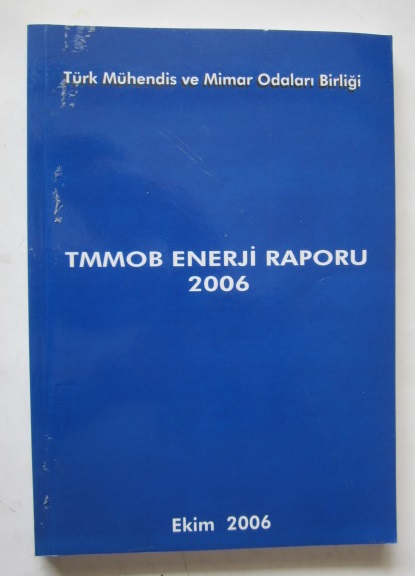 Türk Mühendis ve Mimar Odaları Birliği
TMMOB ENERJİ RAPORU
2006
Ekim 2006